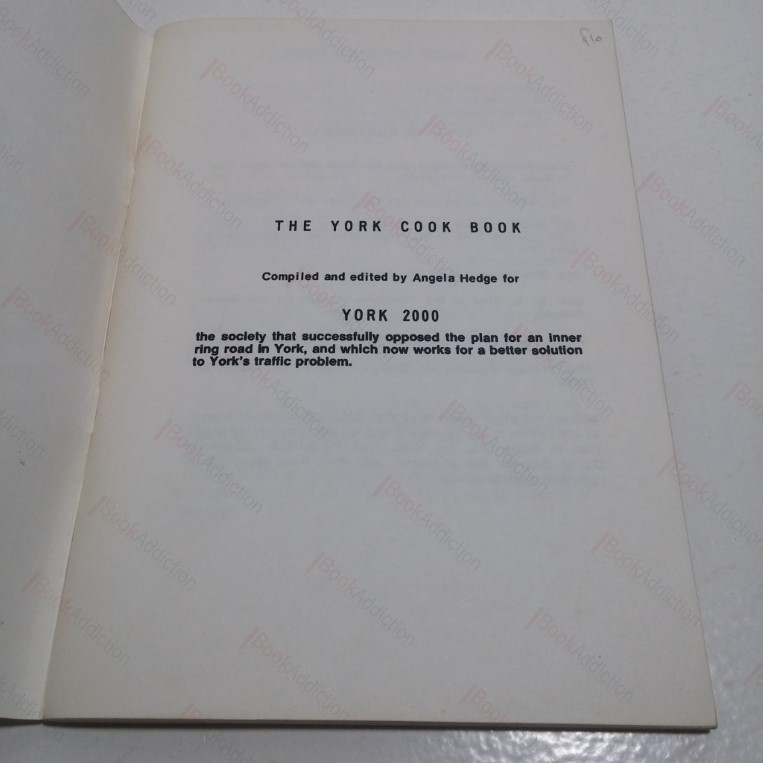 £10
THE YORK COOK BOOK
Compiled and edited by Angela Hedge for
YORK 2000
the society that successfully opposed the plan for an inner
ring road in York, and which now works for a better solution
to York's traffic problem.
BookAddiction